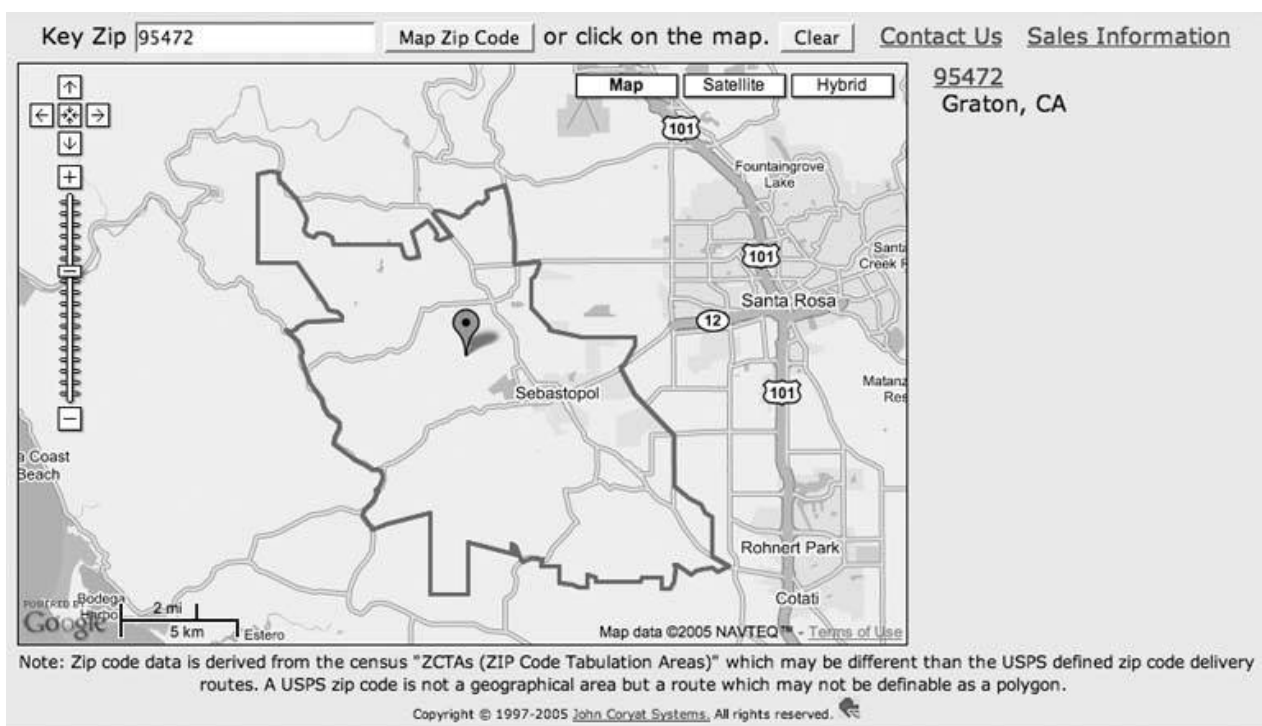 Key Zip 95472 Map Zip Code or click on the map. Clear Contact Us Sales Information
95472
Graton, CA
Map Satellite Hybrid
101
Fountaingrove
Lake
101
Santa
Creek
Santa Rosa
12
101
Sebastopol
a Coast
Beach
Rohnert Park
Cotati
POWERED BY
Google
Bodega
2 mi
5 km
Estero
Map data ©2005 NAVTEQ™ - Terms of Use
Note: Zip code data is derived from the census "ZCTAs (ZIP Code Tabulation Areas)" which may be different than the USPS defined zip code delivery
routes. A USPS zip code is not a geographical area but a route which may not be definable as a polygon.
Copyright © 1997-2005 John Coryat Systems. All rights reserved.